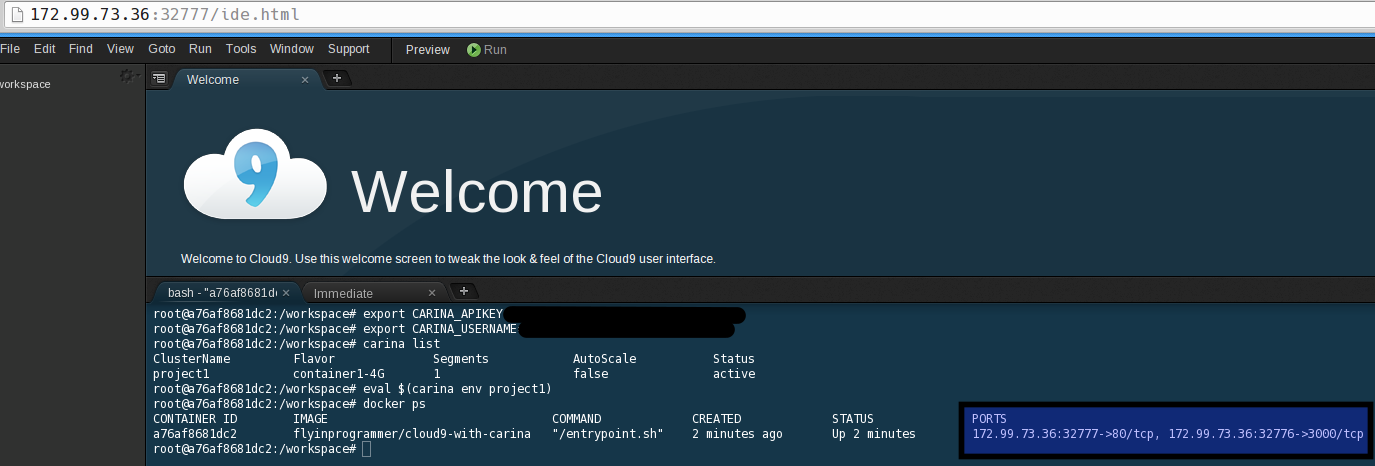 172.99.73.36:32777/ide.html
File Edit Find View Goto Run Tools Window Support Preview Run
workspace
Welcome × +
9
Welcome
Welcome to Cloud9. Use this welcome screen to tweak the look & feel of the Cloud9 user interface.
bash - "a76af8681dc × Immediate × +
root@a76af8681dc2:/workspace# export CARINA_APIKEY
root@a76af8681dc2:/workspace# export CARINA_USERNAME=
root@a76af8681dc2:/workspace# carina list
ClusterName Flavor Segments AutoScale Status
project1 container1-4G 1 false active
root@a76af8681dc2:/workspace# eval $(carina env project1)
root@a76af8681dc2:/workspace# docker ps
CONTAINER ID IMAGE COMMAND CREATED STATUS PORTS
a76af8681dc2 flyinprogrammer/cloud9-with-carina "/entrypoint.sh" 2 minutes ago Up 2 minutes 172.99.73.36:32777->80/tcp, 172.99.73.36:32776->3000/tcp
root@a76af8681dc2:/workspace#